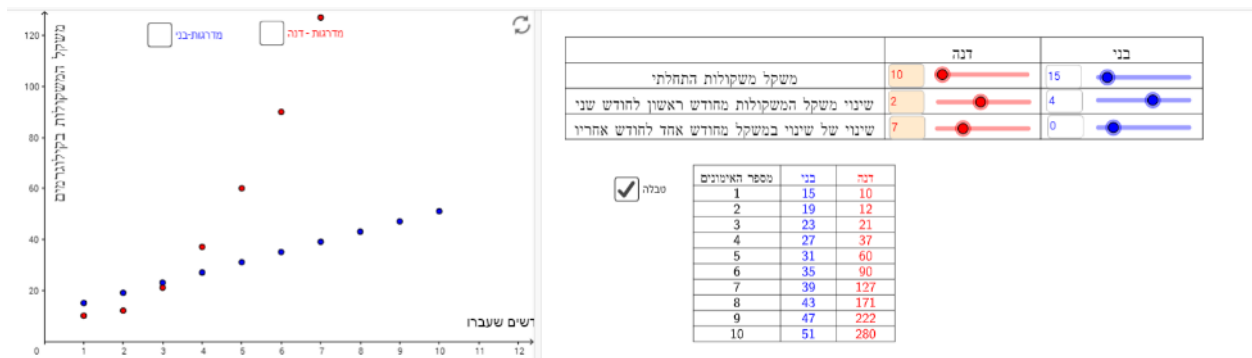 מדרגות-בני
מדרגות - דנה
משקל המשקולות בקילוגרמים
120
100
80
60
40
20
0
1 2 3 4 5 6 7 8 9 10 11 12
דשים שעברו
דנה בני
משקל משקולות התחלתי 10 15
שינוי משקל המשקולות מחודש ראשון לחודש שני 2 4
שינוי של שינוי במשקל מחודש אחד לחודש אחריו 7 0
טבלה
מספר האימונים בני דנה
1 15 10
2 19 12
3 23 21
4 27 37
5 31 60
6 35 90
7 39 127
8 43 171
9 47 222
10 51 280